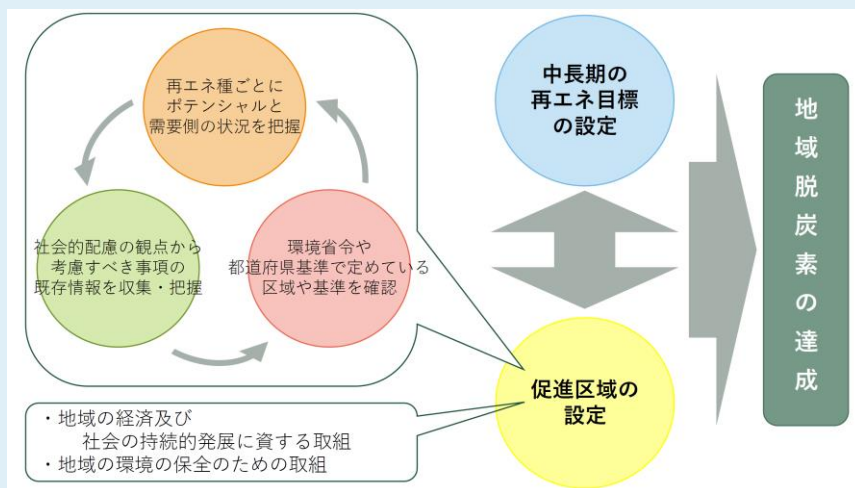 再エネ種ごとに
ポテンシャルと
需要側の状況を把握
社会的配慮の観点から
考慮すべき事項の
既存情報を収集・把握
環境省令や
都道府県基準で定めている
区域や基準を確認
・地域の経済及び
社会の持続的発展に資する取組
・地域の環境の保全のための取組
中長期の
再エネ目標
の設定
促進区域の
設定
地域脱炭素の達成